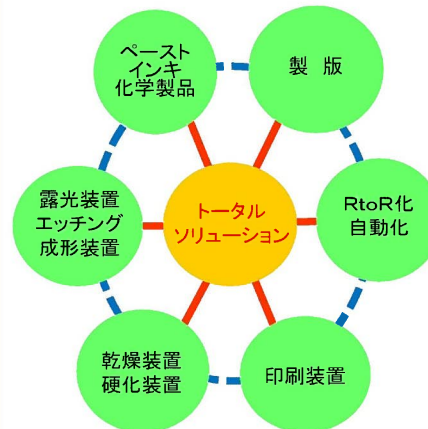 ペースト
インキ
化学製品
製 版
露光装置
エッチング
成形装置
トータル
ソリューション
RtoR化
自動化
乾燥装置
硬化装置
印刷装置